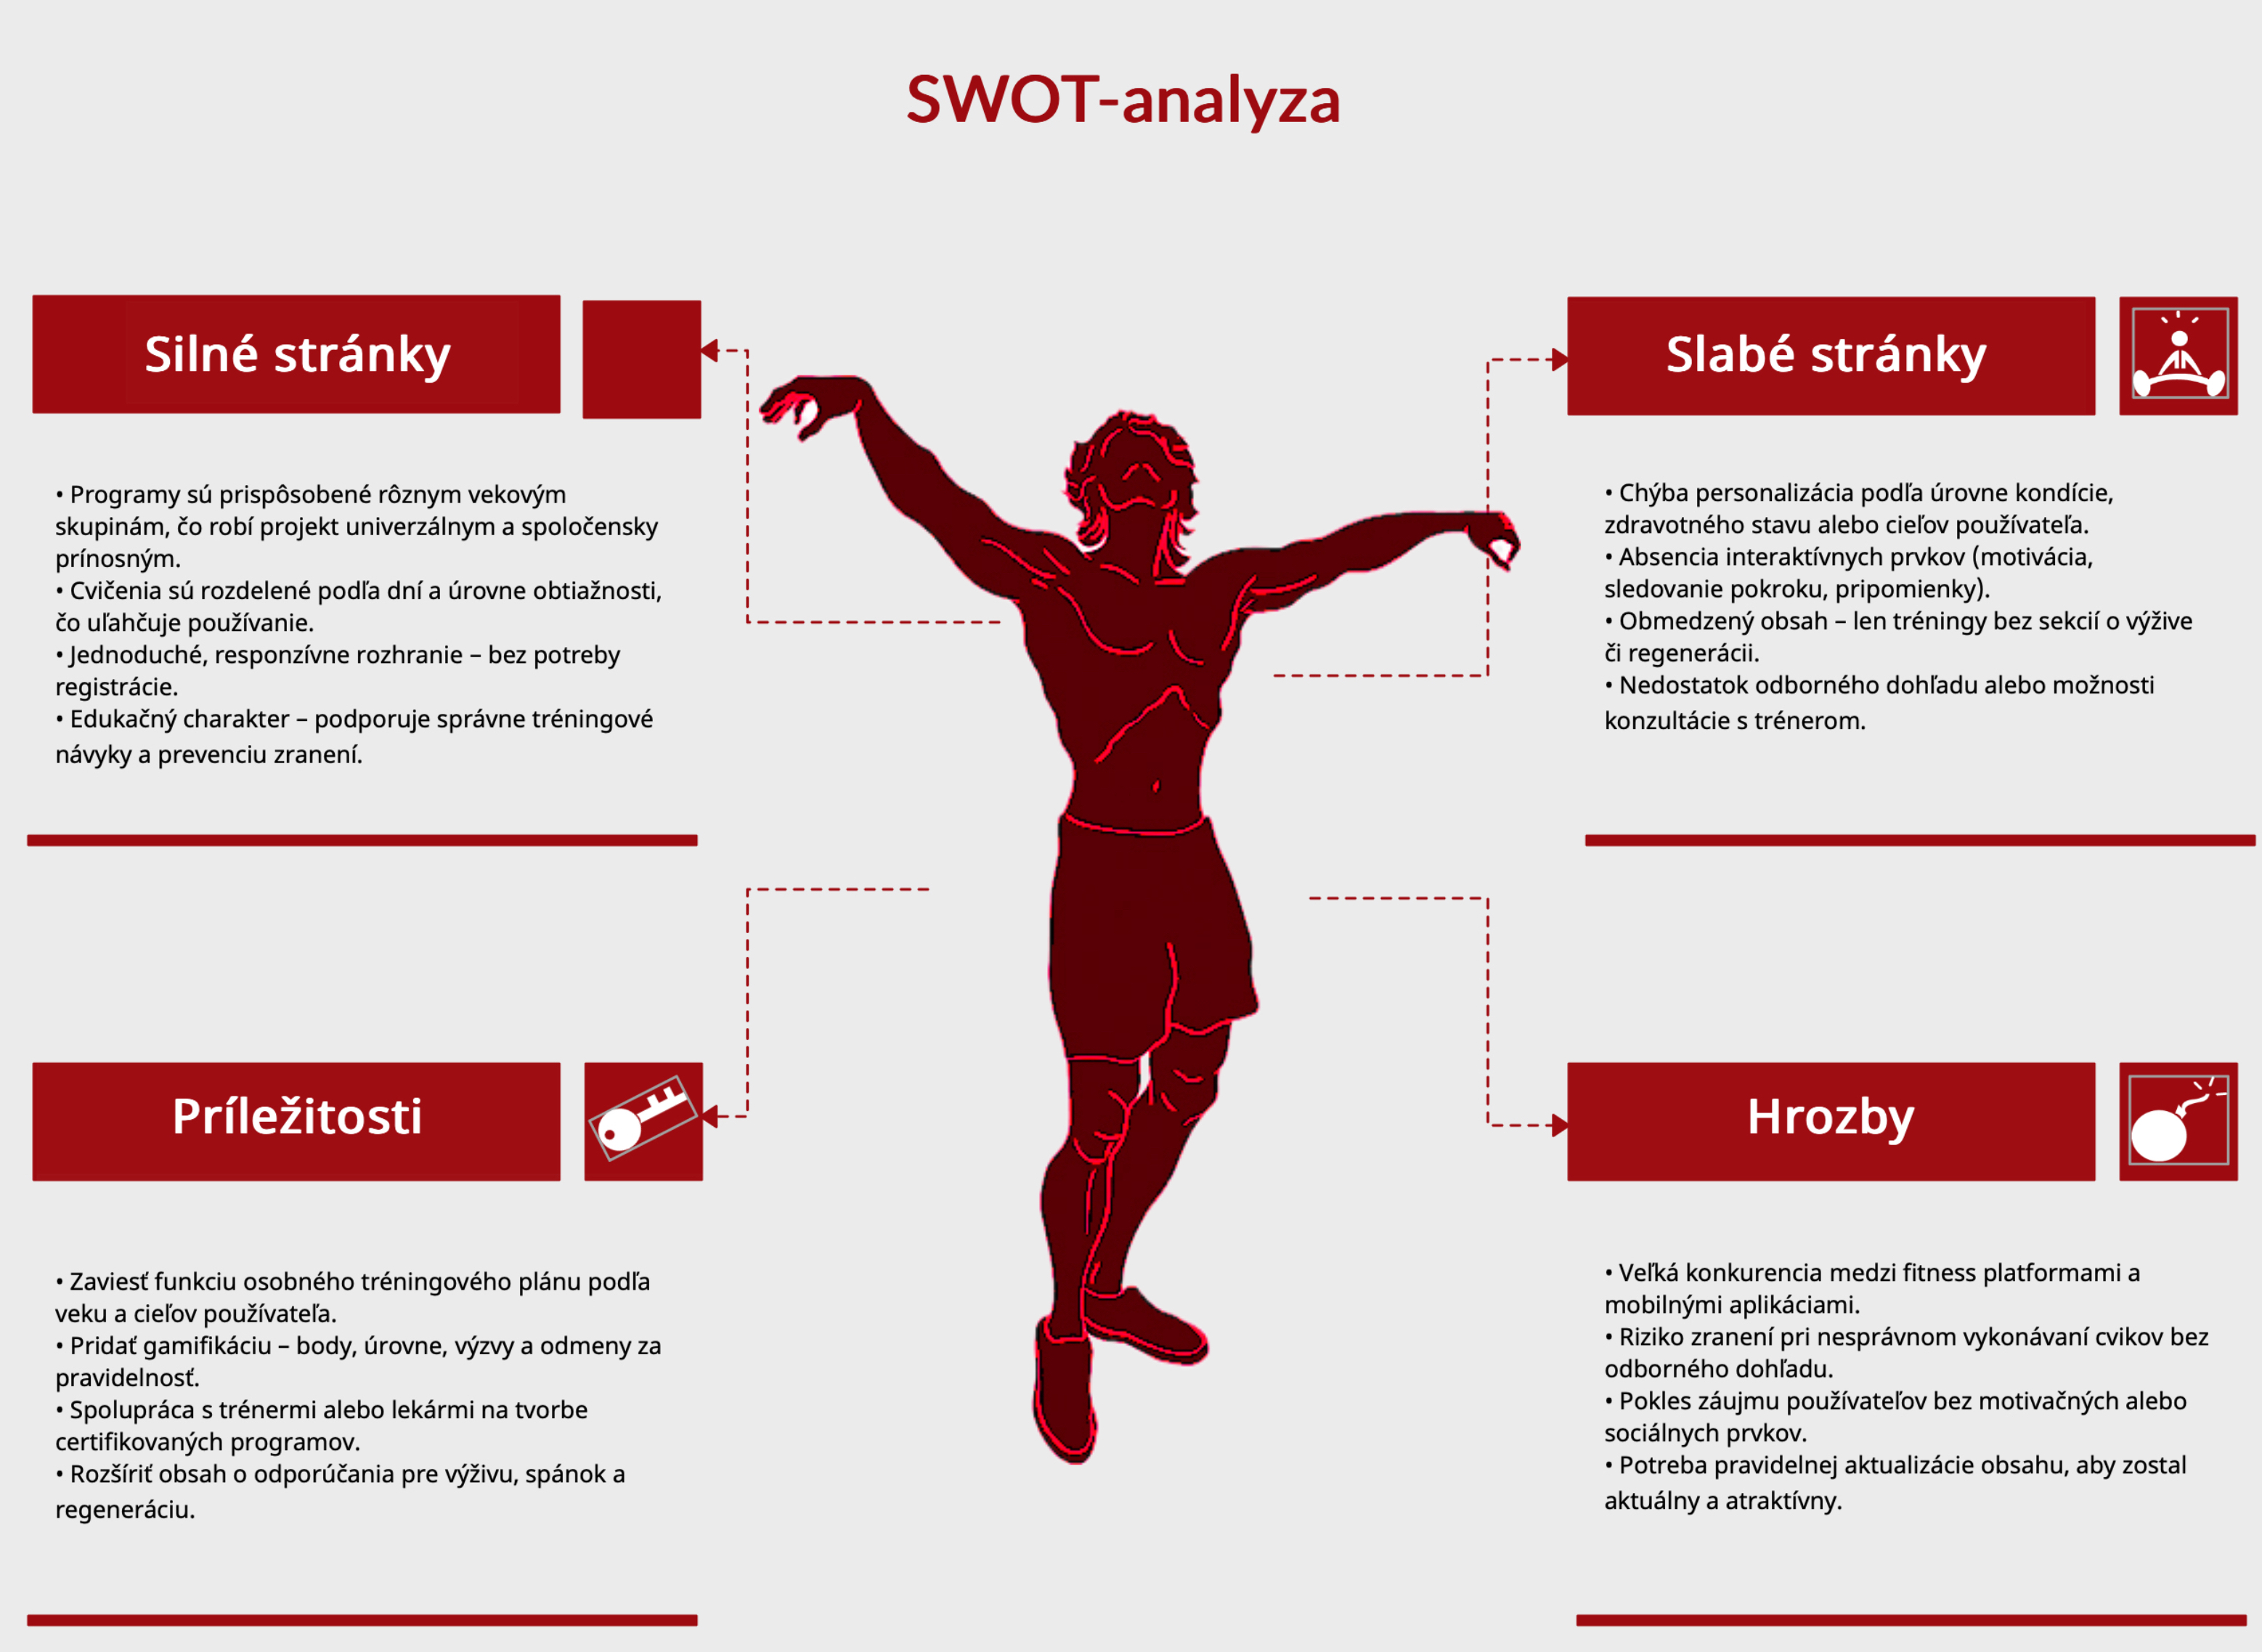 SWOT-analyza
Silné stránky
• Programy sú prispôsobené rôznym vekovým
skupinám, čo robí projekt univerzálnym a spoločensky
prínosným.
• Cvičenia sú rozdelené podľa dní a úrovne obtiažnosti,
čo uľahčuje používanie.
• Jednoduché, responzívne rozhranie – bez potreby
registrácie.
• Edukačný charakter – podporuje správne tréningové
návyky a prevenciu zranení.
Slabé stránky
• Chýba personalizácia podľa úrovne kondície,
zdravotného stavu alebo cieľov používateľa.
• Absencia interaktívnych prvkov (motivácia,
sledovanie pokroku, pripomienky).
• Obmedzený obsah – len tréningy bez sekcií o výžive
či regenerácii.
• Nedostatok odborného dohľadu alebo možnosti
konzultácie s trénerom.
Príležitosti
• Zaviesť funkciu osobného tréningového plánu podľa
veku a cieľov používateľa.
• Pridať gamifikáciu – body, úrovne, výzvy a odmeny za
pravidelnosť.
• Spolupráca s trénermi alebo lekármi na tvorbe
certifikovaných programov.
• Rozšíriť obsah o odporúčania pre výživu, spánok a
regeneráciu.
Hrozby
• Veľká konkurencia medzi fitness platformami a
mobilnými aplikáciami.
• Riziko zranení pri nesprávnom vykonávaní cvikov bez
odborného dohľadu.
• Pokles záujmu používateľov bez motivačných alebo
sociálnych prvkov.
• Potreba pravidelnej aktualizácie obsahu, aby zostal
aktuálny a atraktívny.